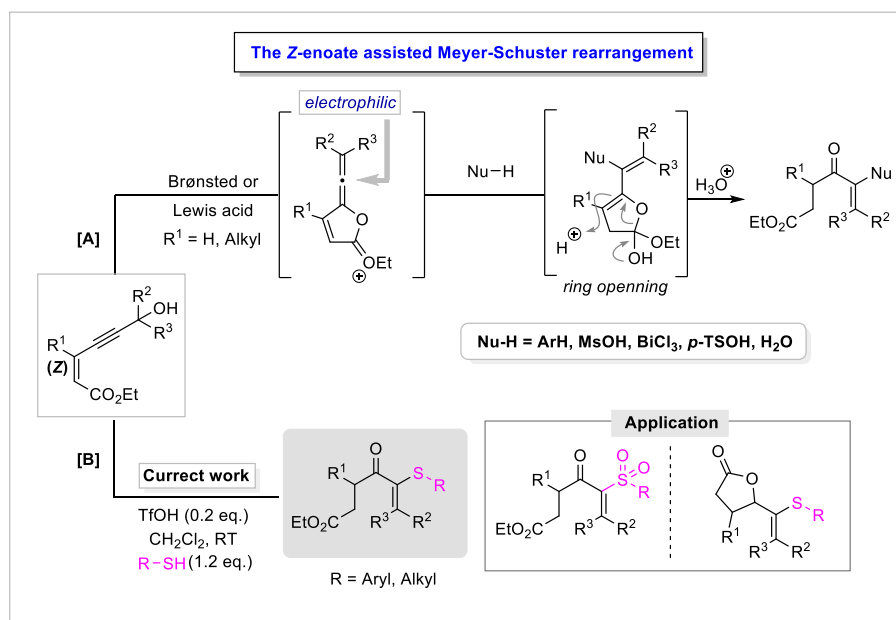 The Z-enoate assisted Meyer-Schuster rearrangement
electrophilic
R² R³
R¹
O
OEt
⊕
Brønsted or
Lewis acid
R¹ = H, Alkyl
[A]
Nu−H
R²
Nu
R³
R¹
O
H⊕
OEt
OH
ring openning
H₃O⊕
O
R¹
Nu
EtO₂C
R³ R²
R²
OH
R³
R¹
(Z)
CO₂Et
Nu-H = ArH, MsOH, BiCl₃, p-TSOH, H₂O
[B]
Currect work
TfOH (0.2 eq.)
CH₂Cl₂, RT
R−SH (1.2 eq.)
O
R¹
S
R
EtO₂C
R³ R²
R = Aryl, Alkyl
Application
O
O
O
R¹
S
R
EtO₂C
R³ R²
O
O
S
R
R¹
R³ R²